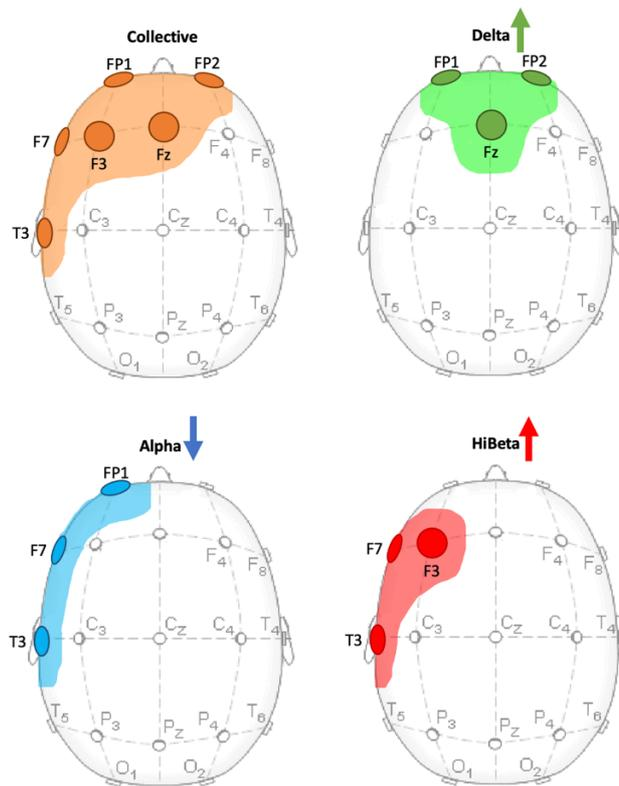 Collective
FP1 FP2
F7 F3 Fz F4 F8
T3 C3 CZ C4 T4
T5 P3 PZ P4 T6
O1 O2
Delta
FP1 FP2
Fz F4 F8
C3 CZ C4 T4
T5 P3 PZ P4 T6
O1 O2
Alpha
FP1
F7 F4 F8
T3 C3 CZ C4 T4
T5 P3 PZ P4 T6
O1 O2
HiBeta
F7 F3 F4 F8
T3 C3 CZ C4 T4
T5 P3 PZ P4 T6
O1 O2